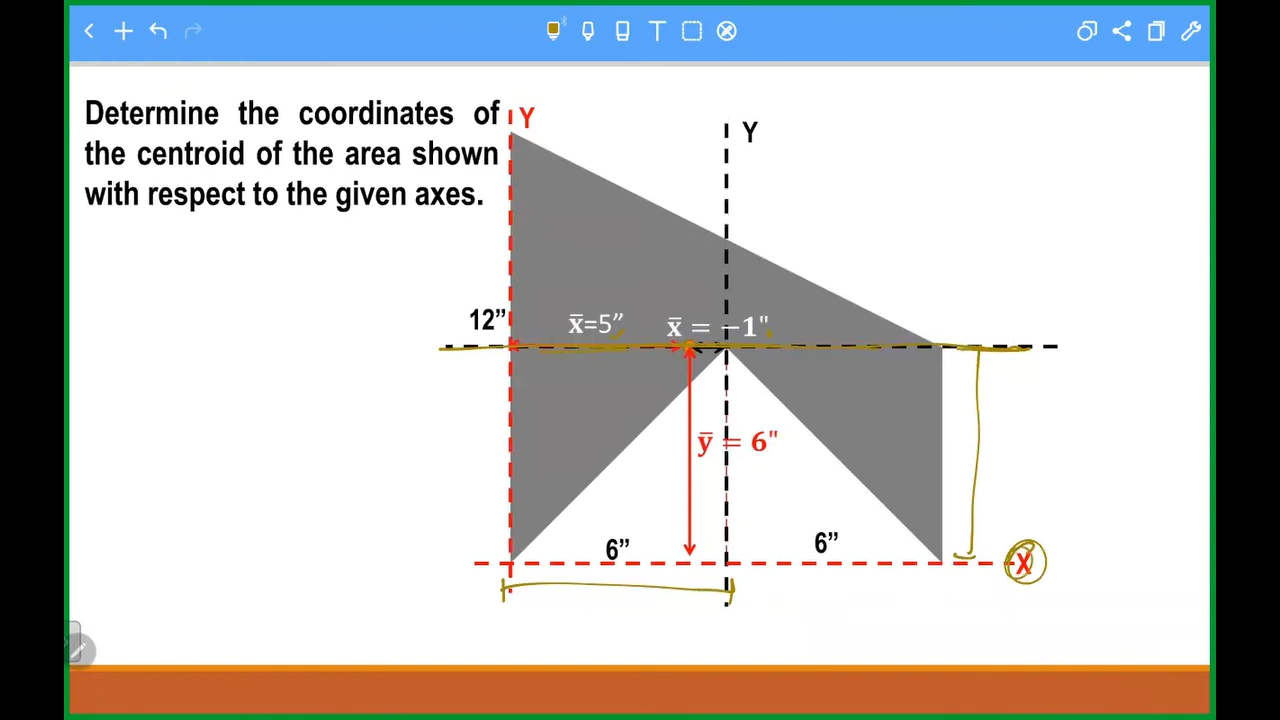 Determine the coordinates of
the centroid of the area shown
with respect to the given axes.
Y
Y
12”
x̄=5”
x̄ = −1"
ȳ = 6"
6”
6”
X
T